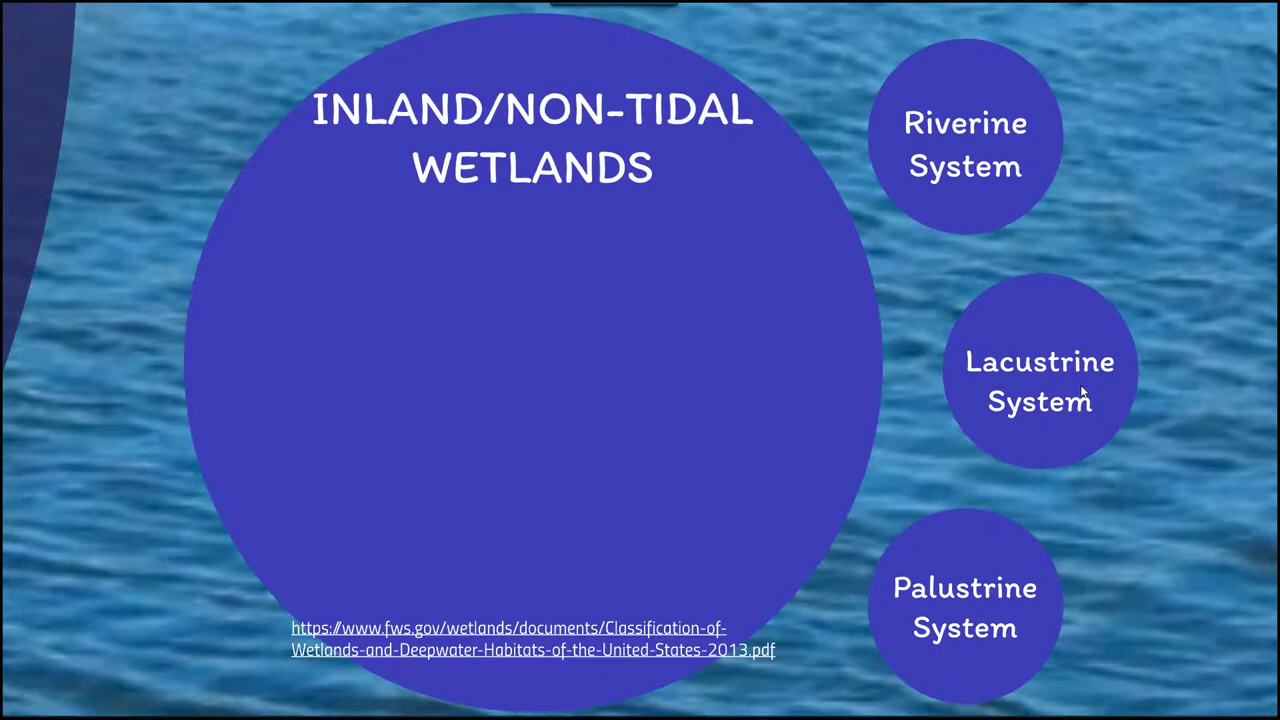 INLAND/NON-TIDAL
WETLANDS
Riverine
System
Lacustrine
System
Palustrine
System
https://www.fws.gov/wetlands/documents/Classification-of-
Wetlands-and-Deepwater-Habitats-of-the-United-States-2013.pdf